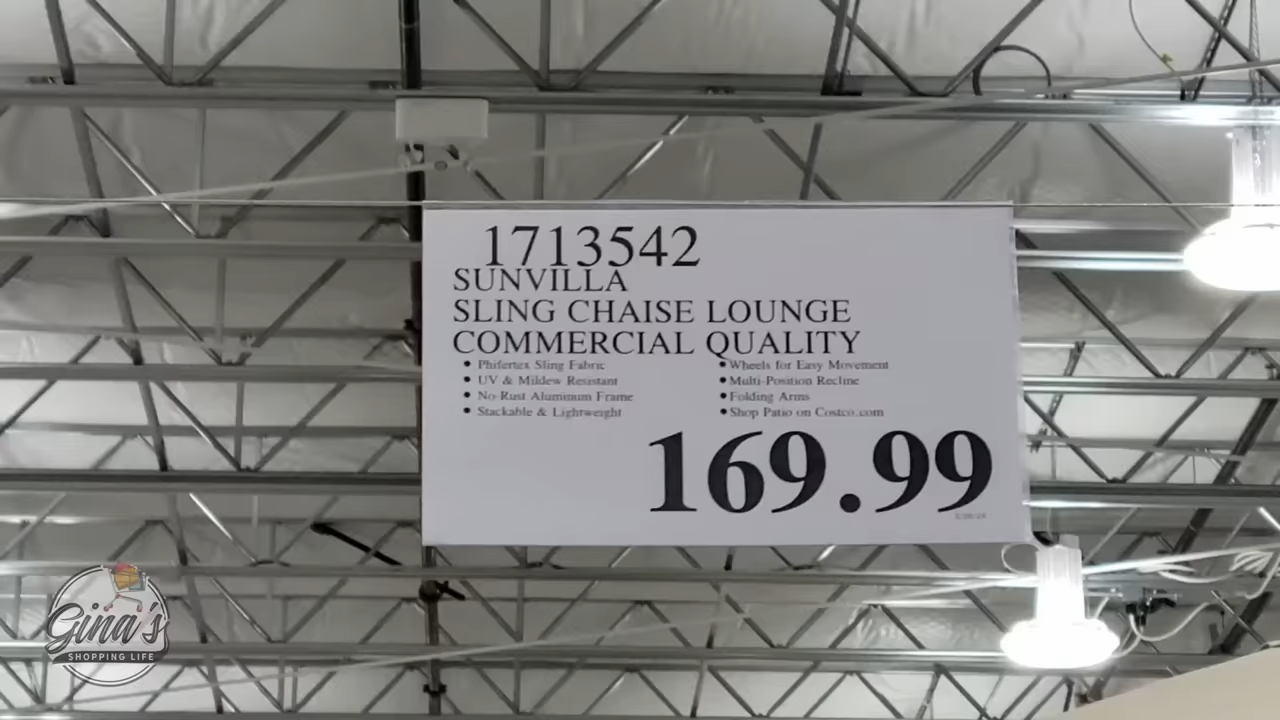 1713542
SUNVILLA
SLING CHAISE LOUNGE
COMMERCIAL QUALITY
• Phifertex Sling Fabric
• UV & Mildew Resistant
• No-Rust Aluminum Frame
• Stackable & Lightweight
• Wheels for Easy Movement
• Multi-Position Recline
• Folding Arms
• Shop Patio on Costco.com
169.99
Gina's
SHOPPING LIFE